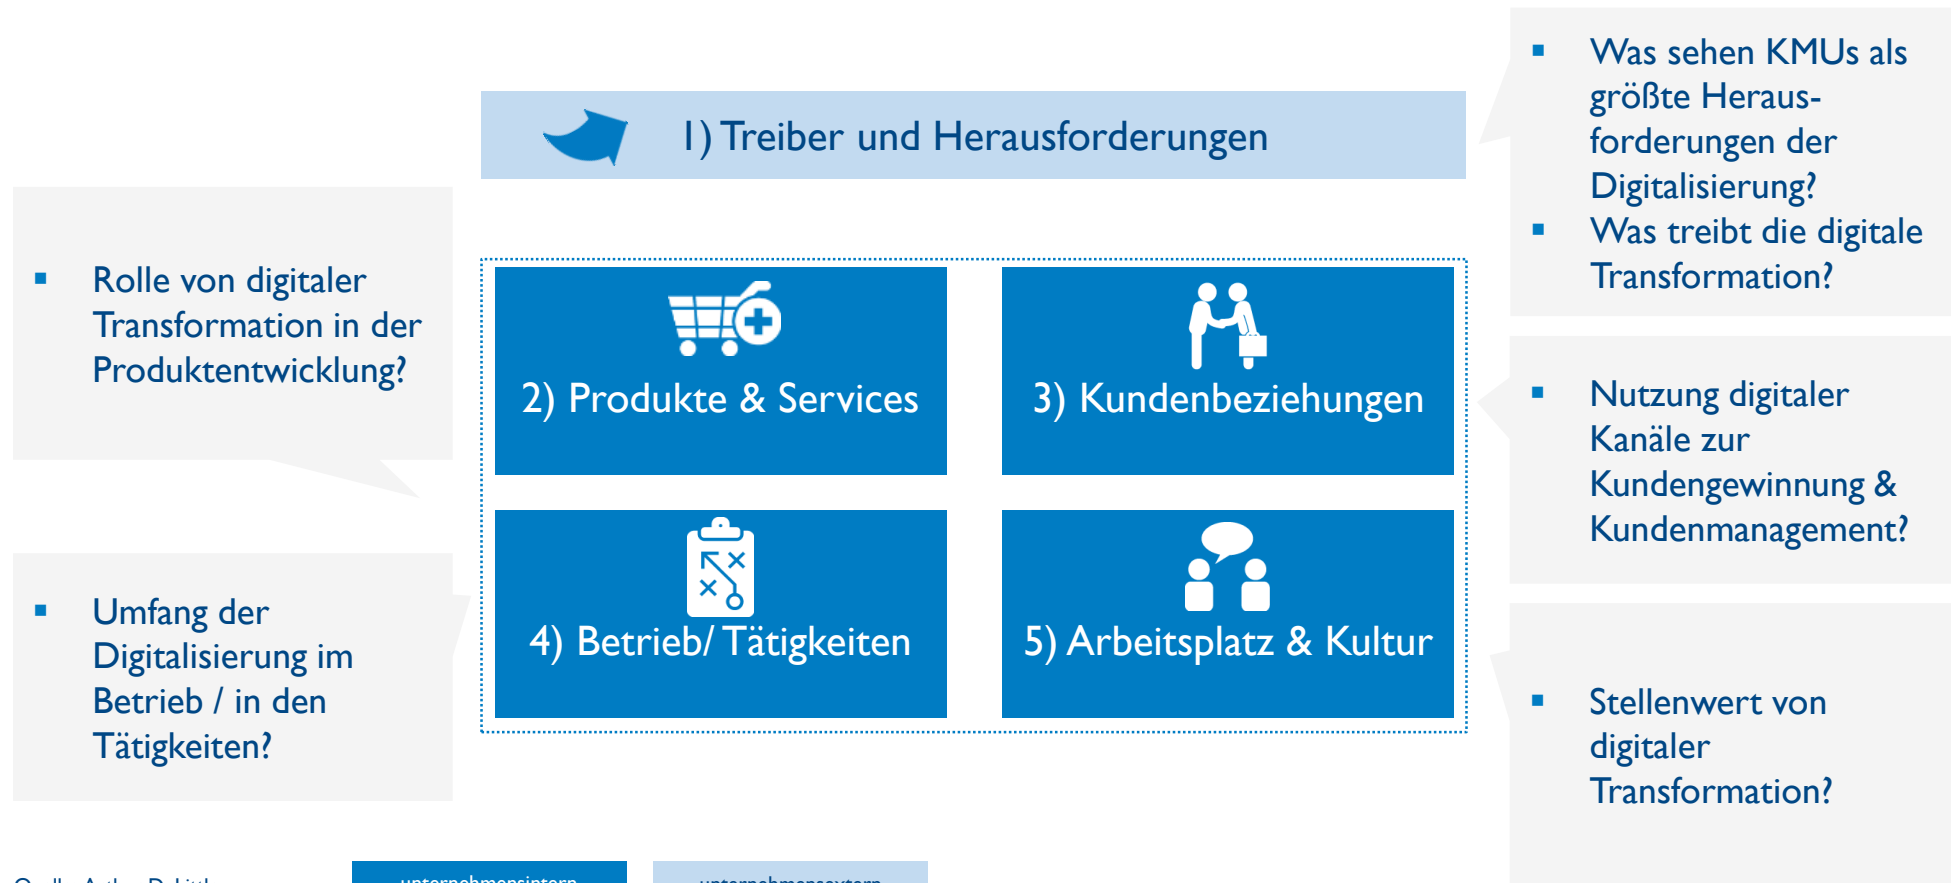 1) Treiber und Herausforderungen
▪ Was sehen KMUs als
größte Heraus-
forderungen der
Digitalisierung?
▪ Was treibt die digitale
Transformation?
▪ Rolle von digitaler
Transformation in der
Produktentwicklung?
2) Produkte & Services
3) Kundenbeziehungen
▪ Nutzung digitaler
Kanäle zur
Kundengewinnung &
Kundenmanagement?
▪ Umfang der
Digitalisierung im
Betrieb / in den
Tätigkeiten?
4) Betrieb/ Tätigkeiten
5) Arbeitsplatz & Kultur
▪ Stellenwert von
digitaler
Transformation?
unternehmensintern
unternehmensextern